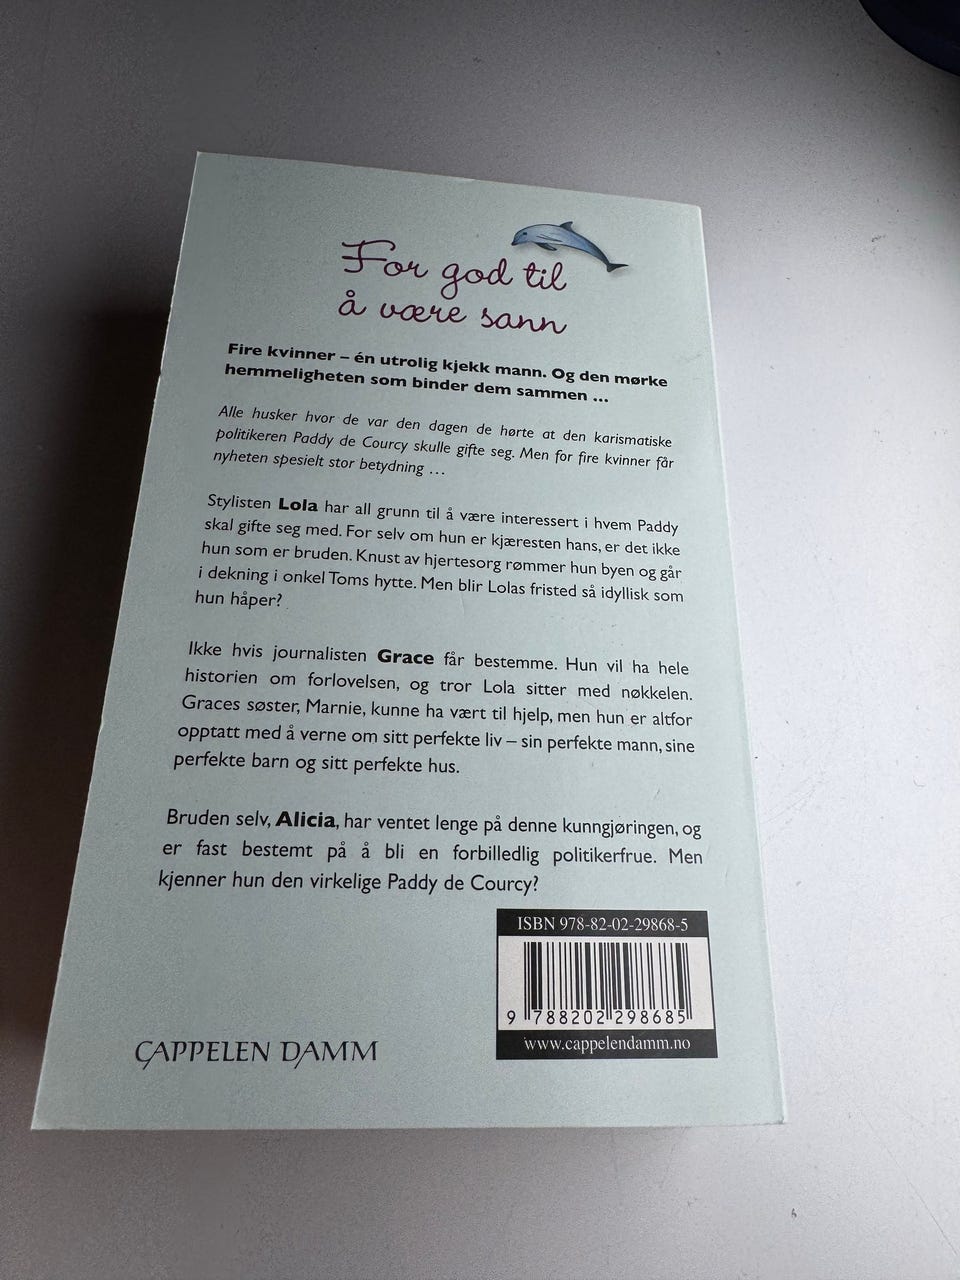 For god til
å være sann
Fire kvinner – én utrolig kjekk mann. Og den mørke
hemmeligheten som binder dem sammen ...
Alle husker hvor de var den dagen de hørte at den karismatiske
politikeren Paddy de Courcy skulle gifte seg. Men for fire kvinner får
nyheten spesielt stor betydning ...
Stylisten Lola har all grunn til å være interessert i hvem Paddy
skal gifte seg med. For selv om hun er kjæresten hans, er det ikke
hun som er bruden. Knust av hjertesorg rømmer hun byen og går
i dekning i onkel Toms hytte. Men blir Lolas fristed så idyllisk som
hun håper?
Ikke hvis journalisten Grace får bestemme. Hun vil ha hele
historien om forlovelsen, og tror Lola sitter med nøkkelen.
Graces søster, Marnie, kunne ha vært til hjelp, men hun er altfor
opptatt med å verne om sitt perfekte liv – sin perfekte mann, sine
perfekte barn og sitt perfekte hus.
Bruden selv, Alicia, har ventet lenge på denne kunngjøringen, og
er fast bestemt på å bli en forbilledlig politikerfrue. Men
kjenner hun den virkelige Paddy de Courcy?
ISBN 978-82-02-29868-5
9 788202 298685
www.cappelendamm.no
CAPPELEN DAMM